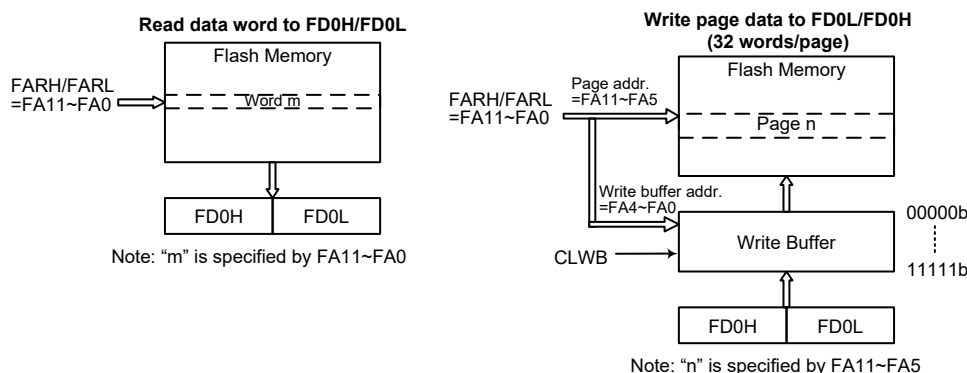 Read data word to FD0H/FD0L
Flash Memory
FARH/FARL
=FA11~FA0
Word m
FD0H
FD0L
Note: “m” is specified by FA11~FA0
Write page data to FD0L/FD0H
(32 words/page)
Flash Memory
FARH/FARL
=FA11~FA0
Page addr.
=FA11~FA5
Page n
Write buffer addr.
=FA4~FA0
CLWB
Write Buffer
00000b
11111b
FD0H
FD0L
Note: “n” is specified by FA11~FA5